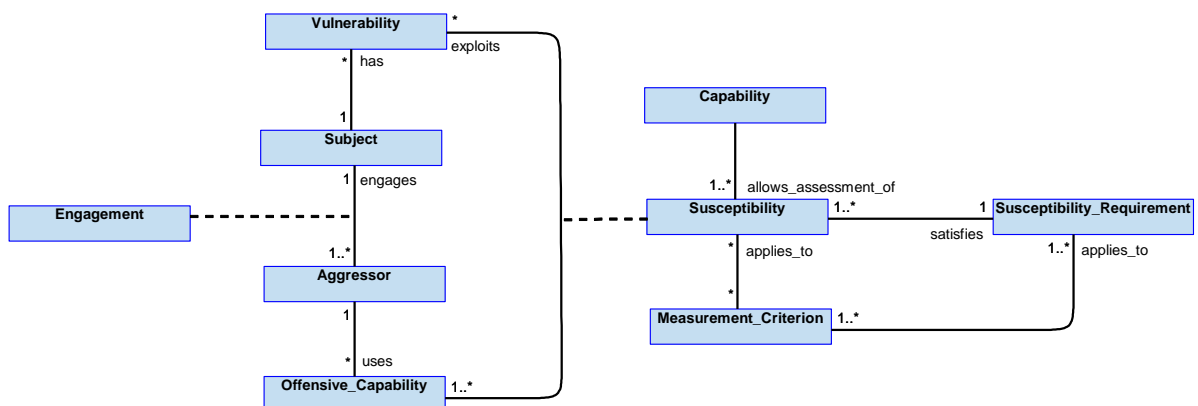 Vulnerability
*
exploits
* has
1
Subject
1 engages
Engagement
1..*
Aggressor
1
* uses
Offensive_Capability
1..*
Capability
1..* allows_assessment_of
Susceptibility
1..*
1
satisfies
Susceptibility_Requirement
* applies_to
1..* applies_to
*
Measurement_Criterion
1..*